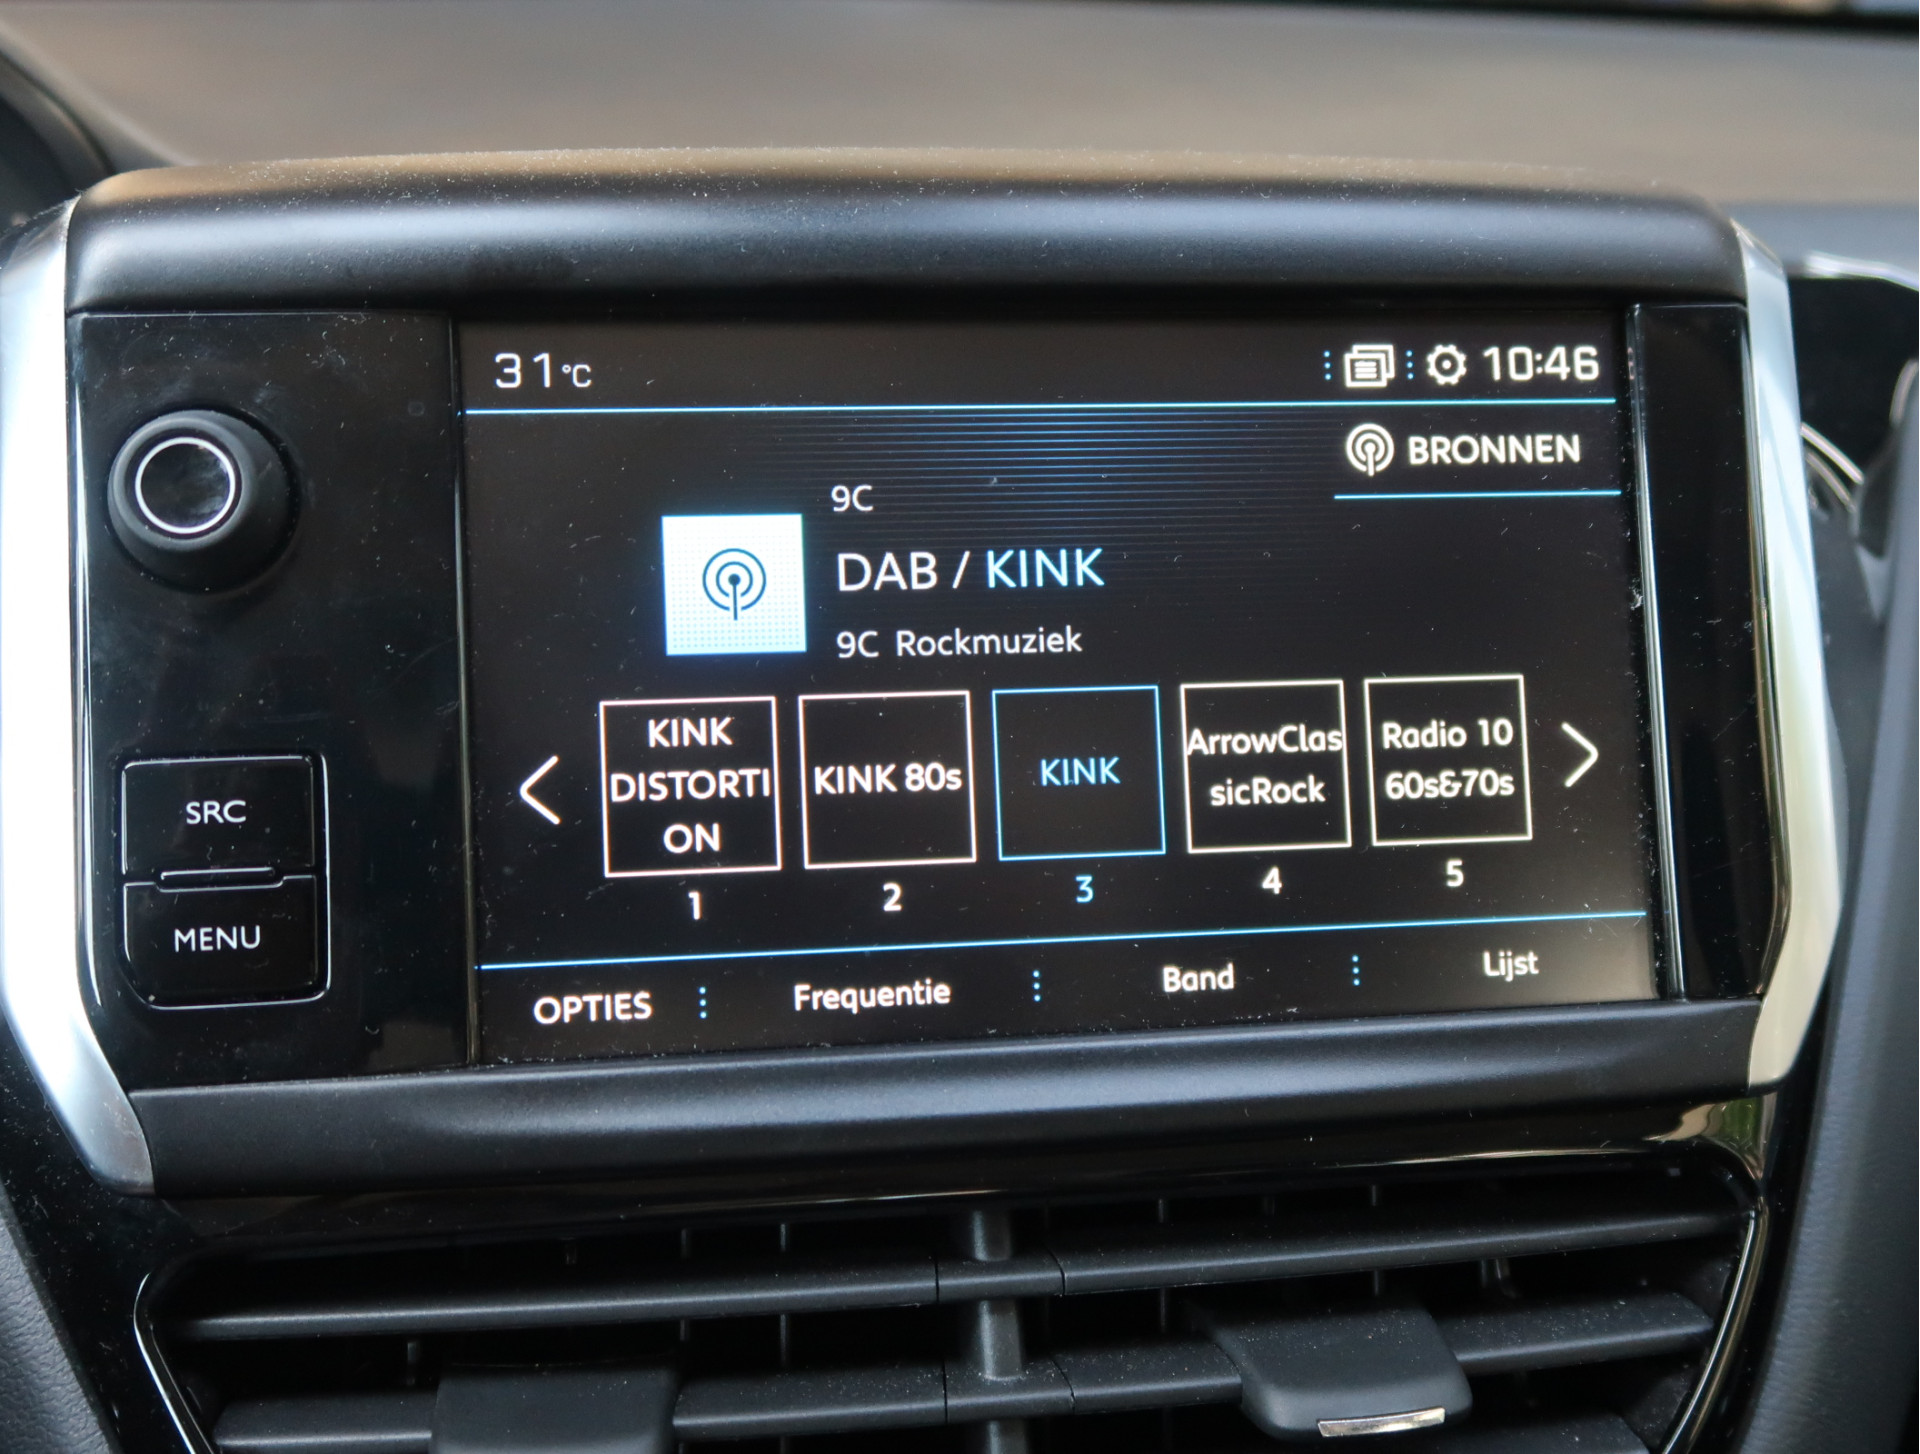 31°C
10:46
BRONNEN
9C
DAB / KINK
9C Rockmuziek
KINK
DISTORTI
ON
1
KINK 80s
2
KINK
3
ArrowClas
sicRock
4
Radio 10
60s&70s
5
OPTIES
Frequentie
Band
Lijst
SRC
MENU